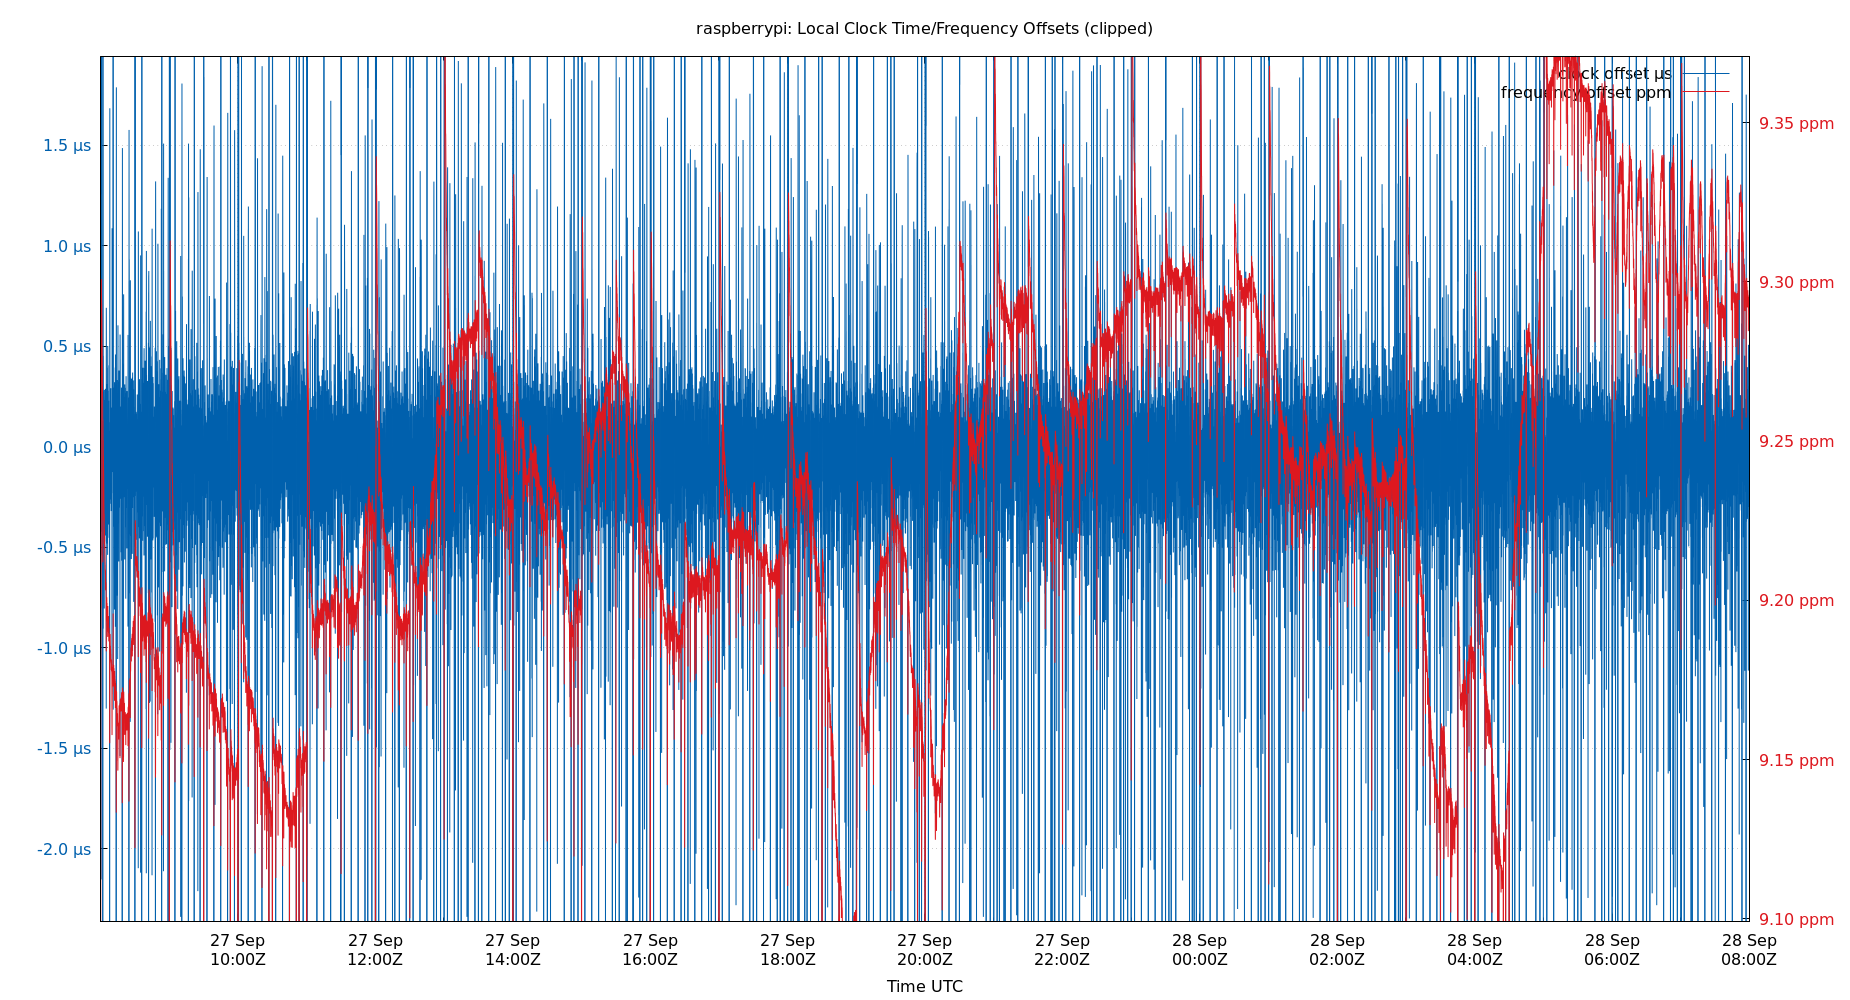 raspberrypi: Local Clock Time/Frequency Offsets (clipped)
clock offset µs
frequency offset ppm
1.5 µs
1.0 µs
0.5 µs
0.0 µs
-0.5 µs
-1.0 µs
-1.5 µs
-2.0 µs
9.35 ppm
9.30 ppm
9.25 ppm
9.20 ppm
9.15 ppm
9.10 ppm
27 Sep 27 Sep 27 Sep 27 Sep 27 Sep 27 Sep 27 Sep 28 Sep 28 Sep 28 Sep 28 Sep 28 Sep
10:00Z 12:00Z 14:00Z 16:00Z 18:00Z 20:00Z 22:00Z 00:00Z 02:00Z 04:00Z 06:00Z 08:00Z
Time UTC